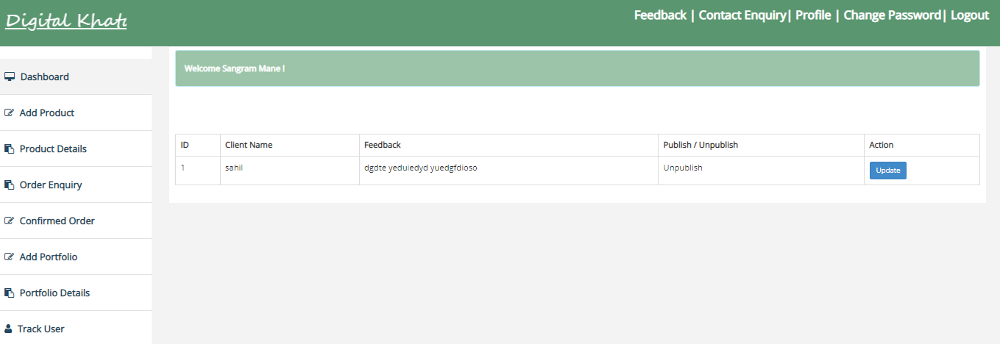 Digital Khata
Feedback | Contact Enquiry| Profile | Change Password| Logout
Dashboard
Add Product
Product Details
Order Enquiry
Confirmed Order
Add Portfolio
Portfolio Details
Track User
Welcome Sangram Mane !
ID Client Name Feedback Publish / Unpublish Action
1 sahil dgdte yeduiedyd yuedgfdioso Unpublish Update